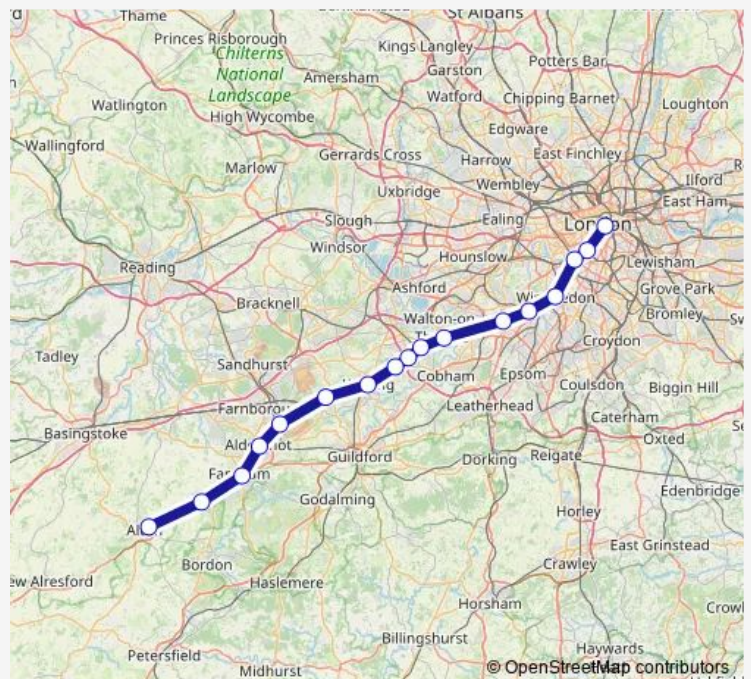 Thame
St Albans
Princes Risborough
Kings Langley
Chilterns
National
Landscape
Amersham
Garston
Potters Bar
Watford
Chipping Barnet
Loughton
Watlington
High Wycombe
Edgware
Wallingford
Gerrards Cross
Harrow
East Finchley
Marlow
Wembley
Ilford
Uxbridge
East Ham
Slough
Ealing
London
Windsor
Hounslow
Lewisham
Reading
Ashford
Grove Park
Bracknell
Bromley
Walton-on
Croydon
Tadley
Sandhurst
Cobham
Epsom
Coulsdon
Biggin Hill
Leatherhead
Caterham
Basingstoke
Oxted
Guildford
Dorking
Reigate
Edenbridge
Godalming
Horley
East Grinstead
Bordon
Crawley
ew Alresford
Haslemere
Horsham
Crowl
Billingshurst
Haywards
Petersfield
Midhurst
© OpenStreetMap contributors